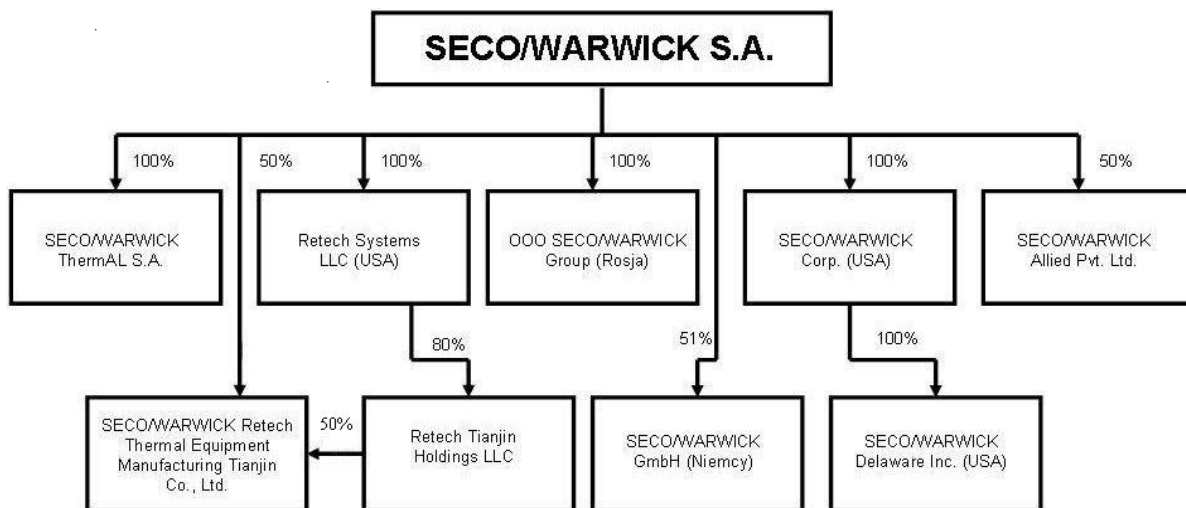 SECO/WARWICK S.A.
100%
50%
100%
100%
100%
50%
SECO/WARWICK
ThermAL S.A.
Retech Systems
LLC (USA)
OOO SECO/WARWICK
Group (Rosja)
SECO/WARWICK
Corp. (USA)
SECO/WARWICK
Allied Pvt. Ltd.
80%
51%
100%
SECO/WARWICK Retech
Thermal Equipment
Manufacturing Tianjin
Co., Ltd.
50%
Retech Tianjin
Holdings LLC
SECO/WARWICK
GmbH (Niemcy)
SECO/WARWICK
Delaware Inc. (USA)